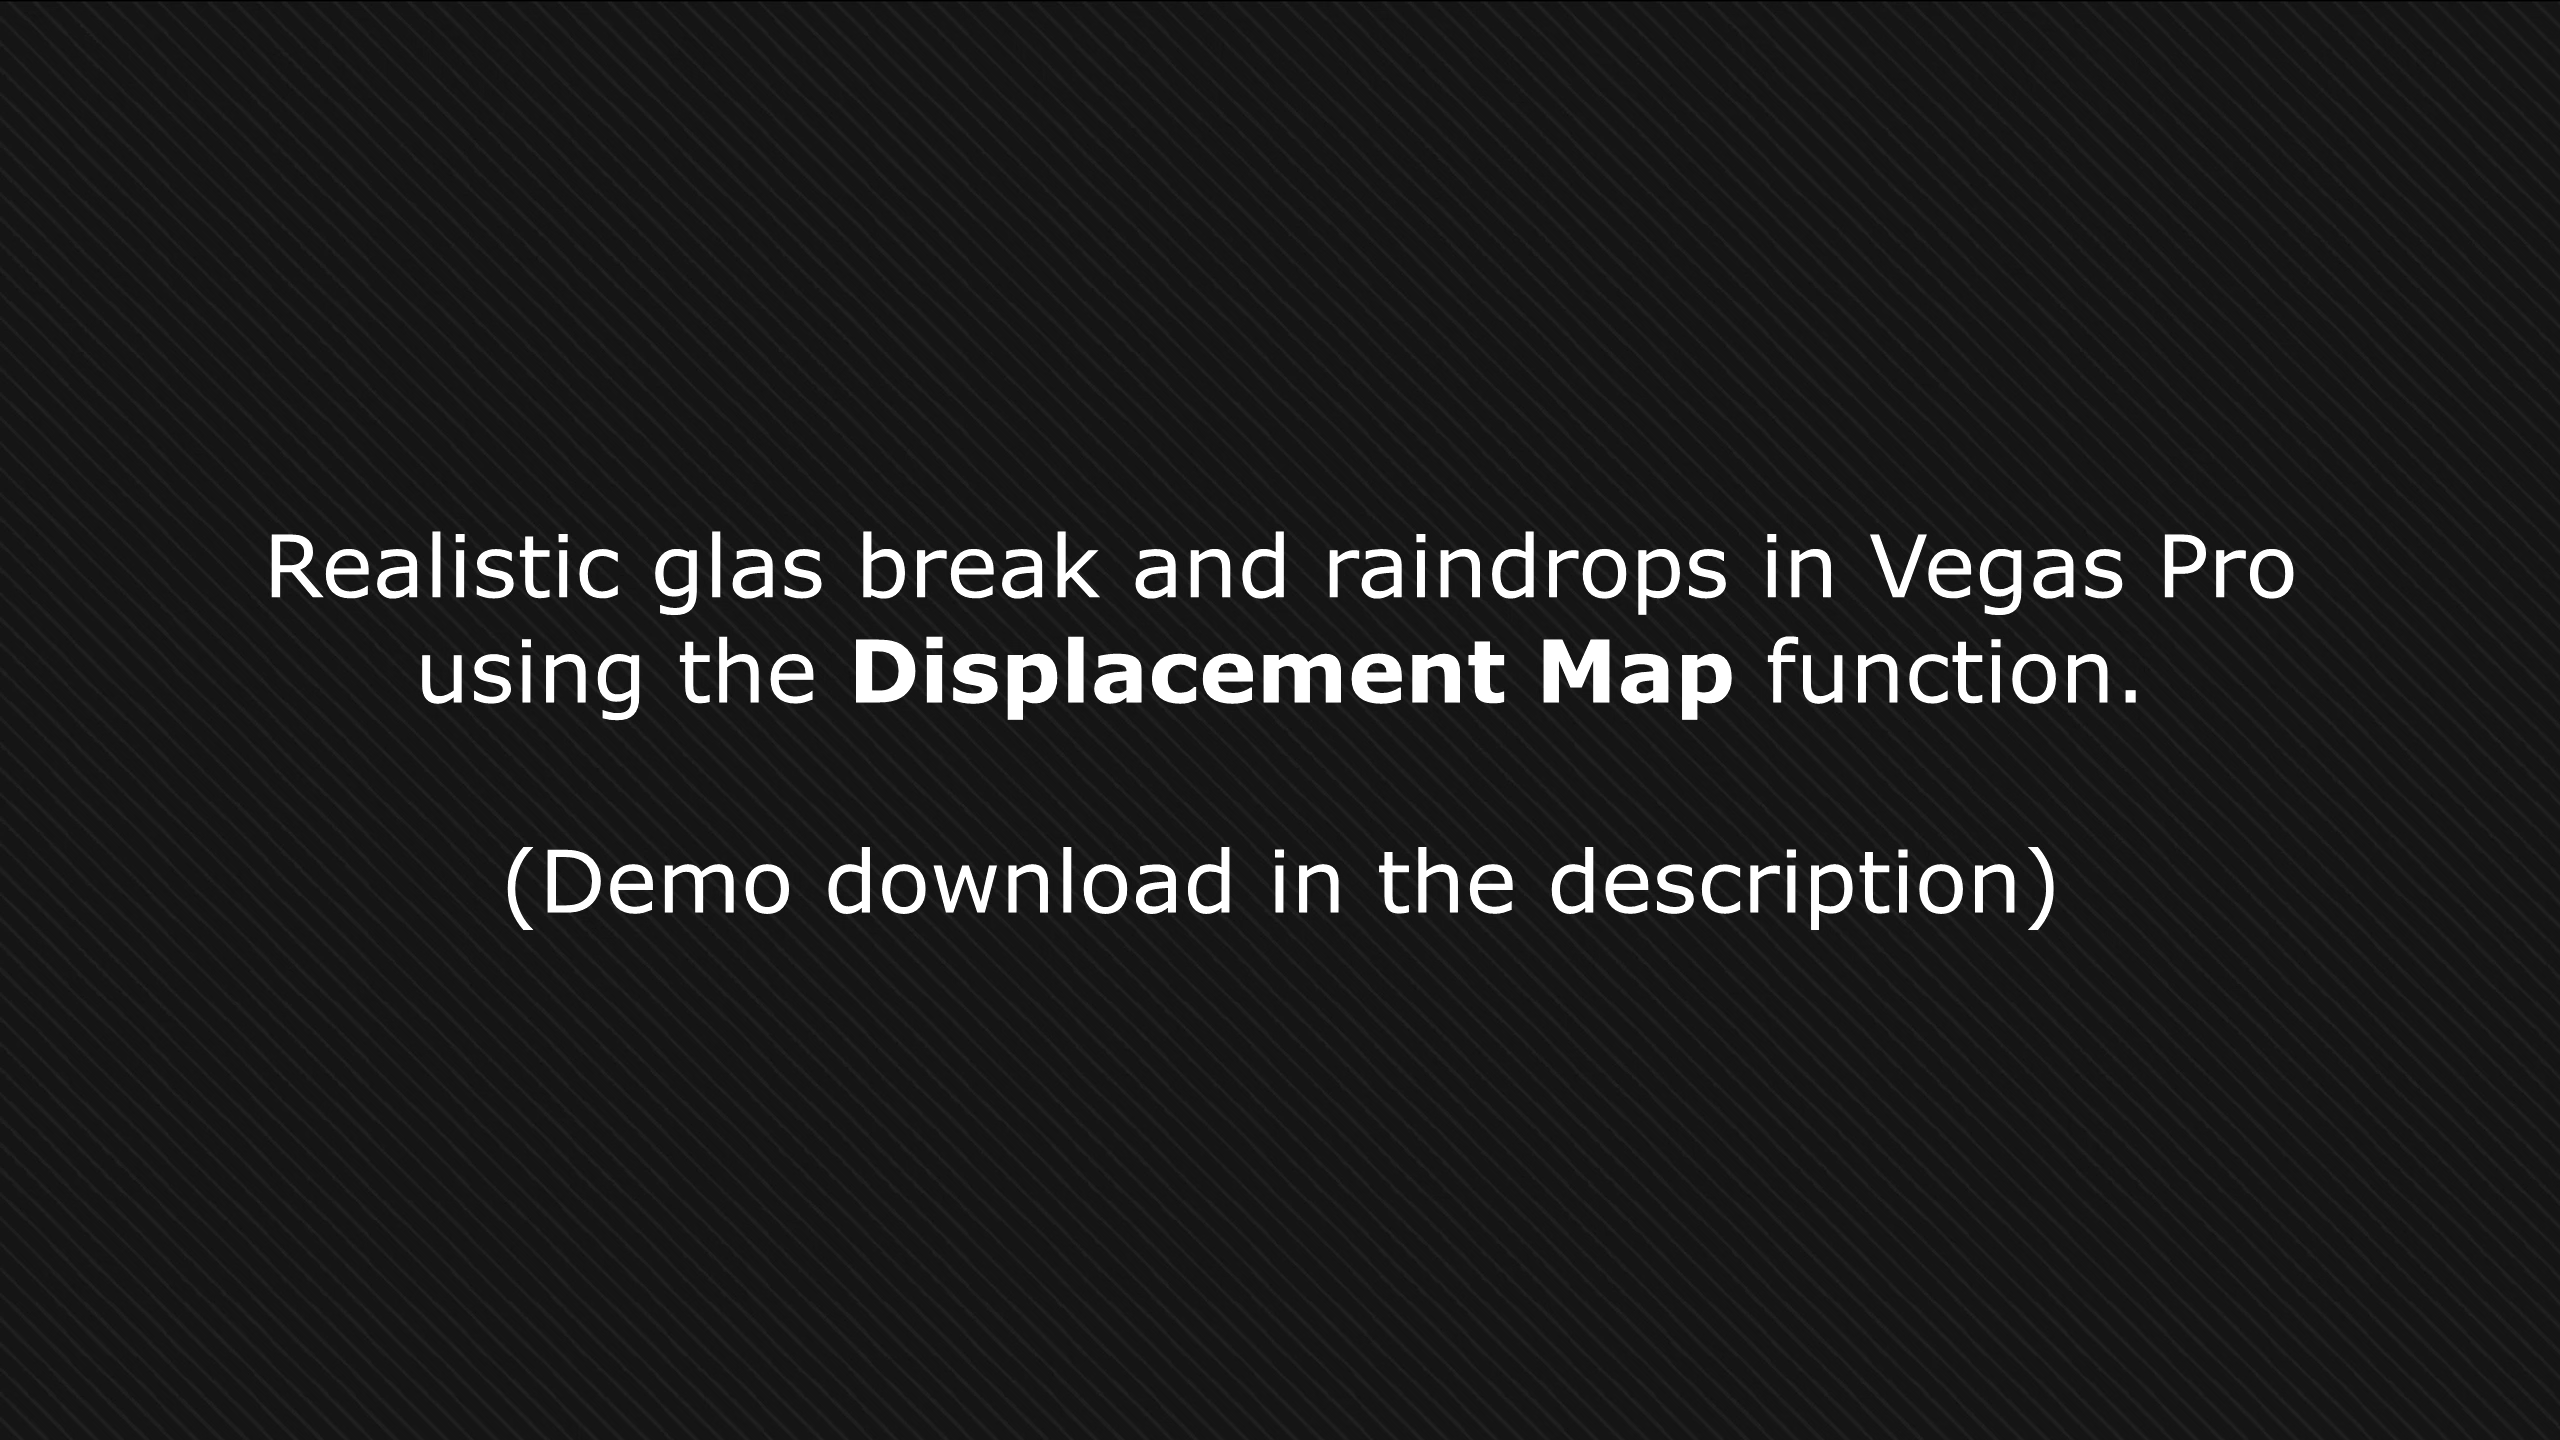 Realistic glas break and raindrops in Vegas Pro
using the Displacement Map function.
(Demo download in the description)